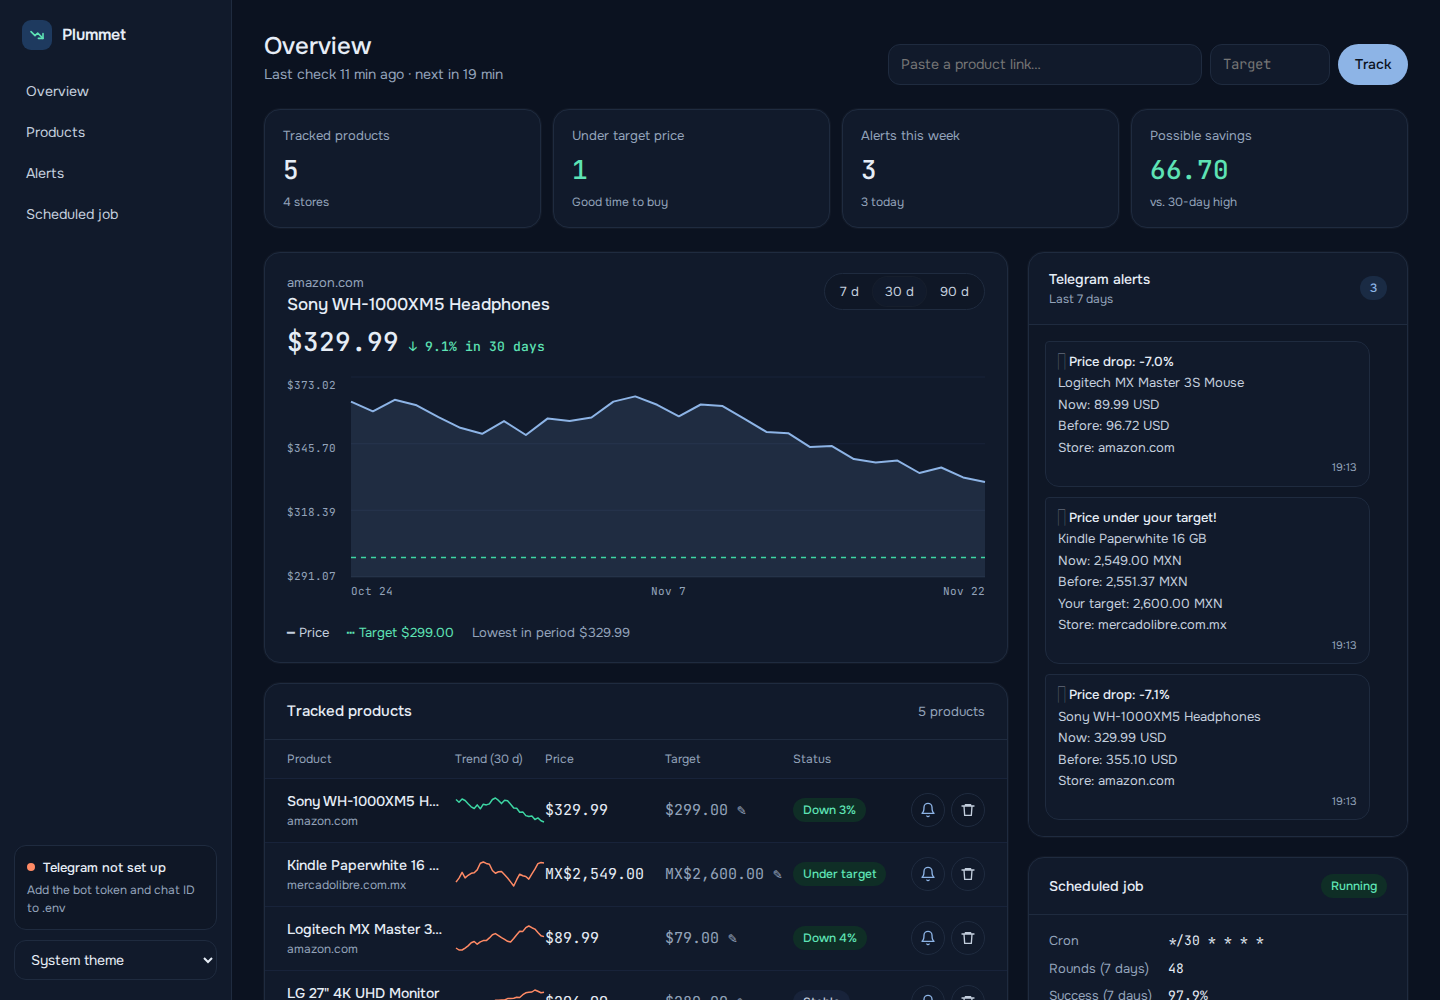 Plummet
Overview
Products
Alerts
Scheduled job
Telegram not set up
Add the bot token and chat ID
to .env
System theme
Overview
Last check 11 min ago · next in 19 min
Paste a product link...
Target
Track
Tracked products
5
4 stores
Under target price
1
Good time to buy
Alerts this week
3
3 today
Possible savings
66.70
vs. 30-day high
amazon.com
Sony WH-1000XM5 Headphones
$329.99 ↓ 9.1% in 30 days
7 d 30 d 90 d
$373.02
$345.70
$318.39
$291.07
Oct 24 Nov 7 Nov 22
Price Target $299.00 Lowest in period $329.99
Tracked products
5 products
Product Trend (30 d) Price Target Status
Sony WH-1000XM5 H...
amazon.com
$329.99 $299.00 ✎ Down 3%
Kindle Paperwhite 16 ...
mercadolibre.com.mx
MX$2,549.00 MX$2,600.00 ✎ Under target
Logitech MX Master 3...
amazon.com
$89.99 $79.00 ✎ Down 4%
LG 27" 4K UHD Monitor
Telegram alerts
Last 7 days
3
Price drop: -7.0%
Logitech MX Master 3S Mouse
Now: 89.99 USD
Before: 96.72 USD
Store: amazon.com
19:13
Price under your target!
Kindle Paperwhite 16 GB
Now: 2,549.00 MXN
Before: 2,551.37 MXN
Your target: 2,600.00 MXN
Store: mercadolibre.com.mx
19:13
Price drop: -7.1%
Sony WH-1000XM5 Headphones
Now: 329.99 USD
Before: 355.10 USD
Store: amazon.com
19:13
Scheduled job
Running
Cron */30 * * * *
Rounds (7 days) 48
Success (7 days) 97.9%